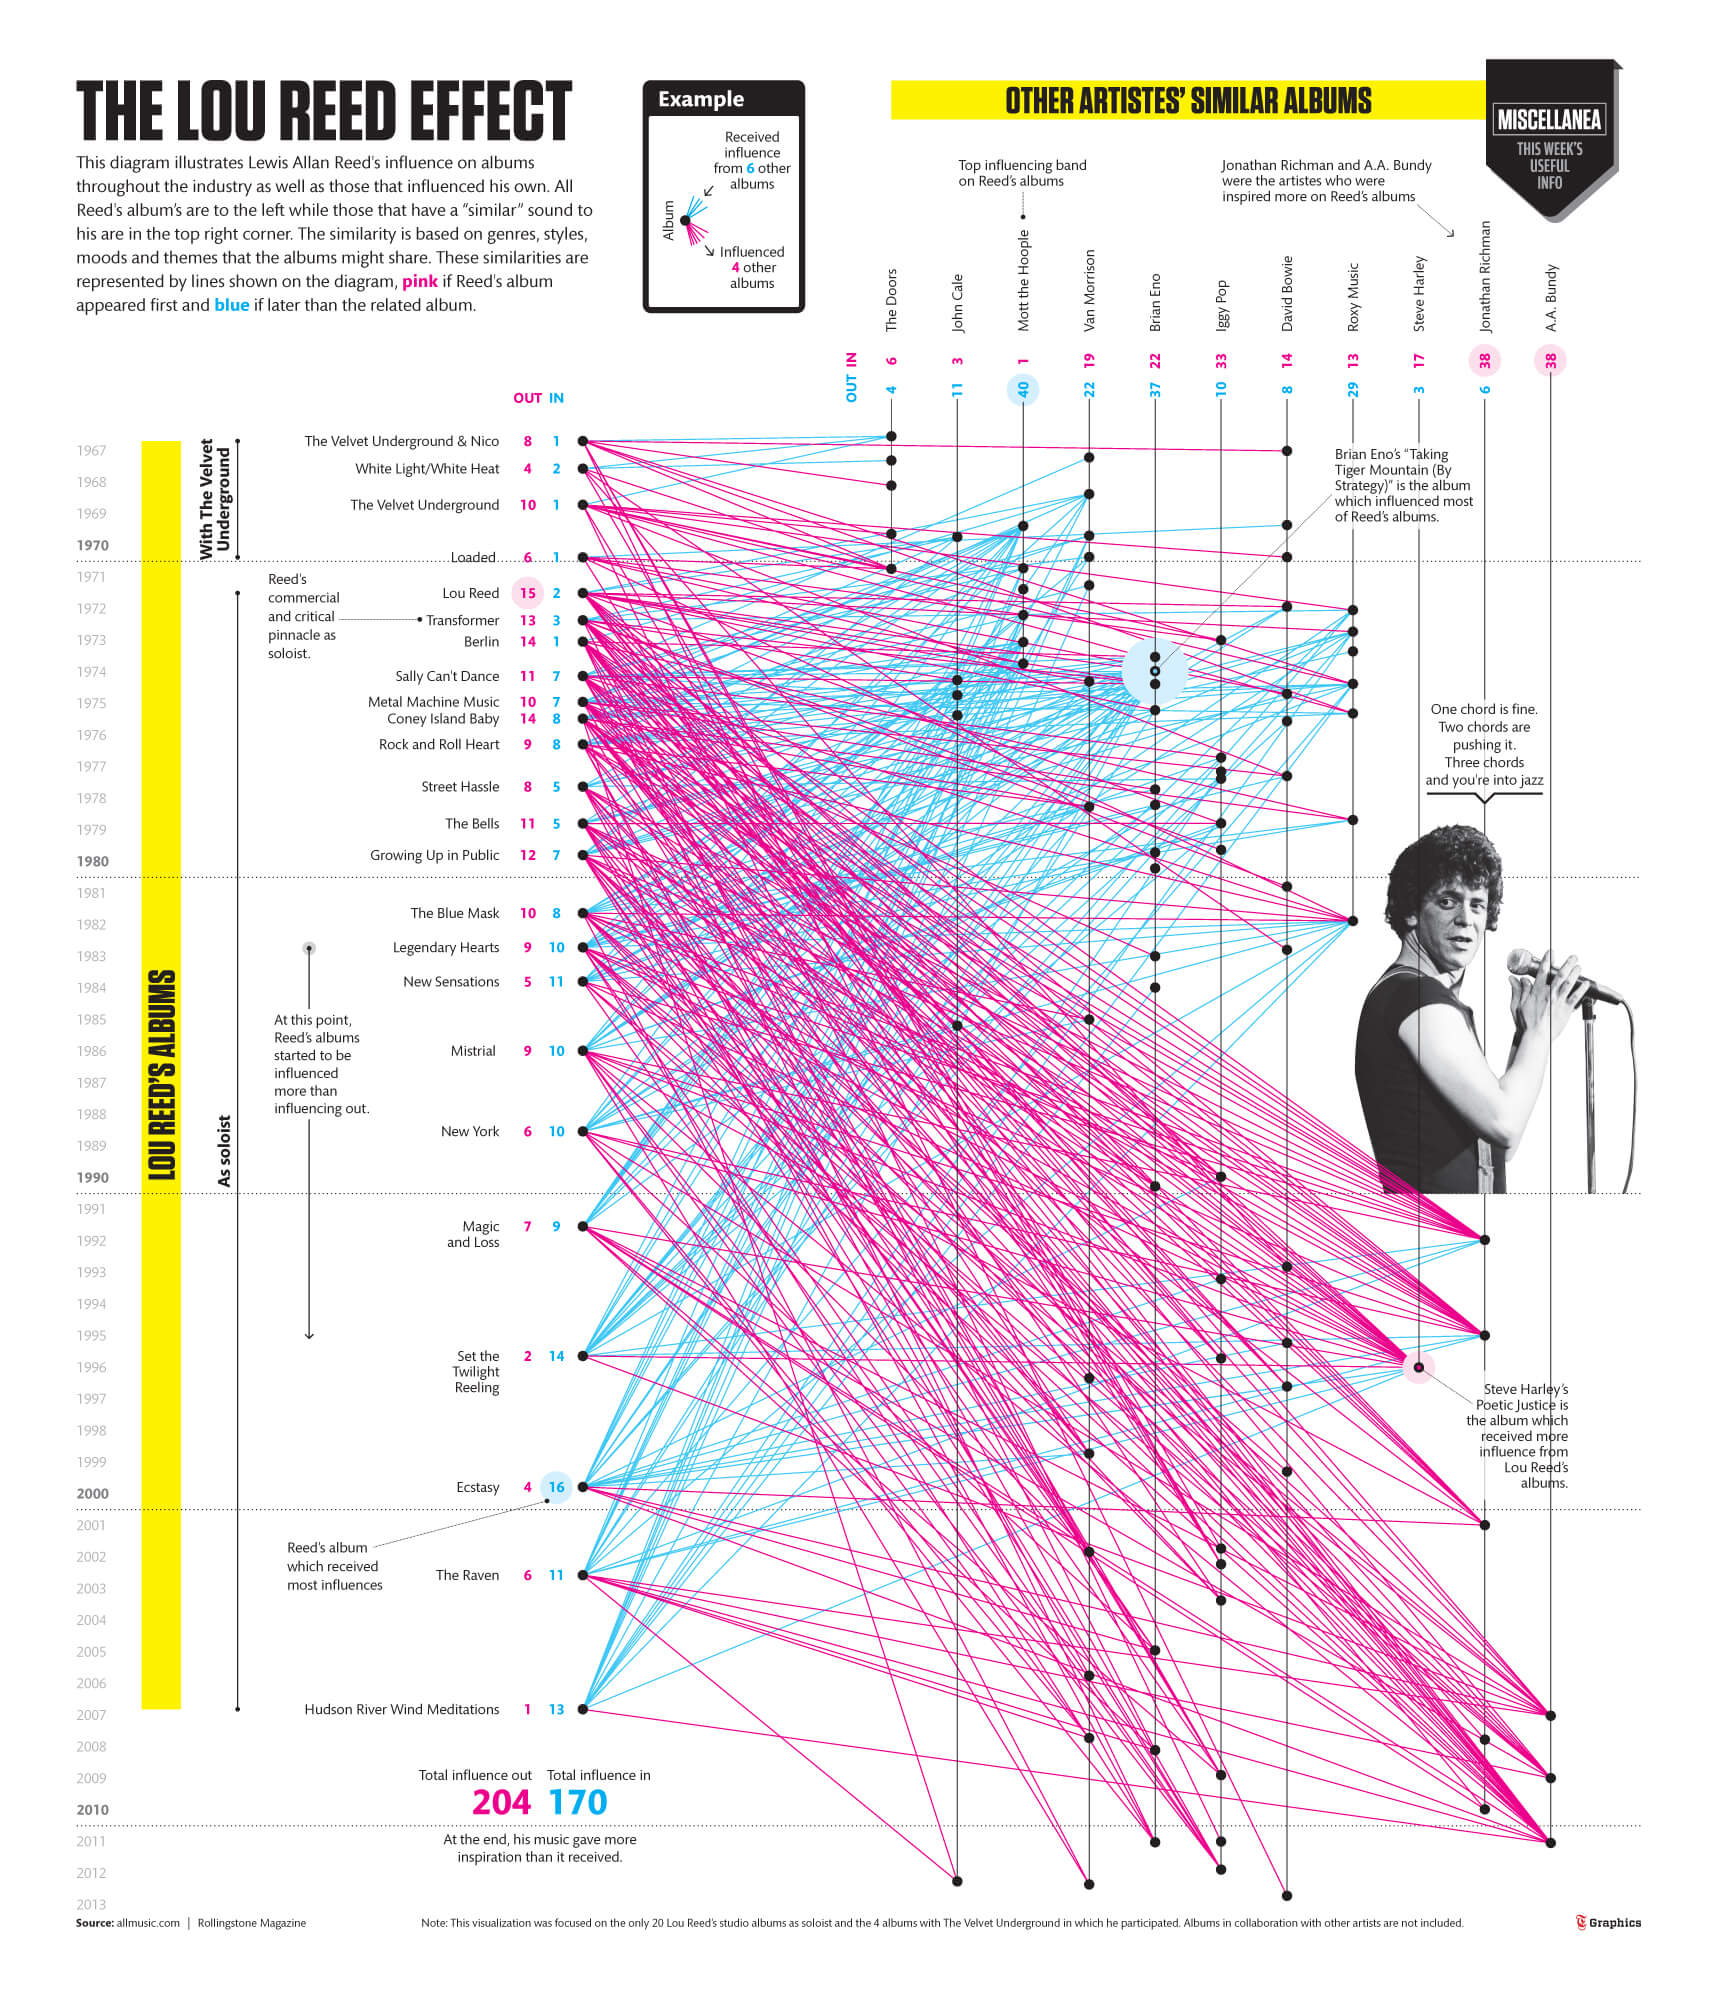 THE LOU REED EFFECT
This diagram illustrates Lewis Allan Reed's influence on albums
throughout the industry as well as those that influenced his own. All
Reed's album's are to the left while those that have a “similar” sound to
his are in the top right corner. The similarity is based on genres, styles,
moods and themes that the albums might share. These similarities are
represented by lines shown on the diagram, pink if Reed's album
appeared first and blue if later than the related album.
Example
Received
influence
from 6 other
albums
Album
Influenced
4 other
albums
OTHER ARTISTES' SIMILAR ALBUMS
MISCELLANEA
THIS WEEK'S
USEFUL
INFO
Top influencing band
on Reed's albums
Jonathan Richman and A.A. Bundy
were the artistes who were
inspired more on Reed's albums
The Doors
John Cale
Mott the Hoople
Van Morrison
Brian Eno
Iggy Pop
David Bowie
Roxy Music
Steve Harley
Jonathan Richman
A.A. Bundy
IN 6 3 1 19 22 33 14 13 17 38 38
OUT 4 11 40 22 37 10 8 29 3 6
OUT IN
LOU REED'S ALBUMS
With The Velvet
Underground
As soloist
1967
1968
1969
1970
1971
1972
1973
1974
1975
1976
1977
1978
1979
1980
1981
1982
1983
1984
1985
1986
1987
1988
1989
1990
1991
1992
1993
1994
1995
1996
1997
1998
1999
2000
2001
2002
2003
2004
2005
2006
2007
2008
2009
2010
2011
2012
2013
The Velvet Underground & Nico 8 1
White Light/White Heat 4 2
The Velvet Underground 10 1
Loaded 6 1
Lou Reed 15 2
Transformer 13 3
Berlin 14 1
Sally Can't Dance 11 7
Metal Machine Music 10 7
Coney Island Baby 14 8
Rock and Roll Heart 9 8
Street Hassle 8 5
The Bells 11 5
Growing Up in Public 12 7
The Blue Mask 10 8
Legendary Hearts 9 10
New Sensations 5 11
Mistrial 9 10
New York 6 10
Magic
and Loss 7 9
Set the
Twilight
Reeling 2 14
Ecstasy 4 16
The Raven 6 11
Hudson River Wind Meditations 1 13
Reed's
commercial
and critical
pinnacle as
soloist.
At this point,
Reed's albums
started to be
influenced
more than
influencing out.
Reed's album
which received
most influences
Brian Eno's “Taking
Tiger Mountain (By
Strategy)” is the album
which influenced most
of Reed's albums.
One chord is fine.
Two chords are
pushing it.
Three chords
and you're into jazz
Steve Harley's
Poetic Justice is
the album which
received more
influence from
Lou Reed's
albums.
Total influence out Total influence in
204 170
At the end, his music gave more
inspiration than it received.
Source: allmusic.com | Rollingstone Magazine
Note: This visualization was focused on the only 20 Lou Reed's studio albums as soloist and the 4 albums with The Velvet Underground in which he participated. Albums in collaboration with other artists are not included.
Graphics